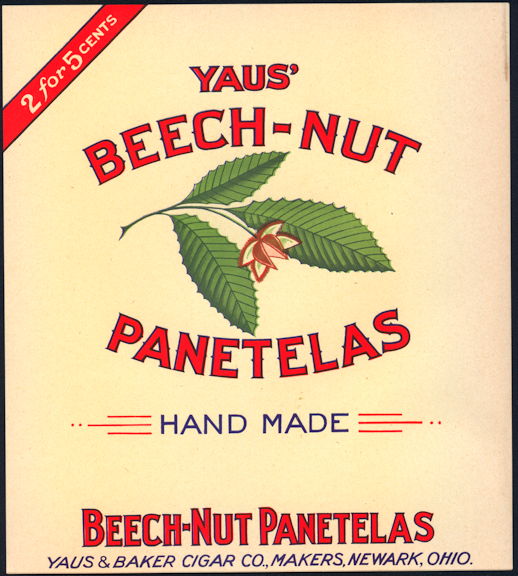 2 for 5 CENTS
YAUS'
BEECH-NUT
PANETELAS
HAND MADE
BEECH-NUT PANETELAS
YAUS & BAKER CIGAR CO., MAKERS, NEWARK, OHIO.